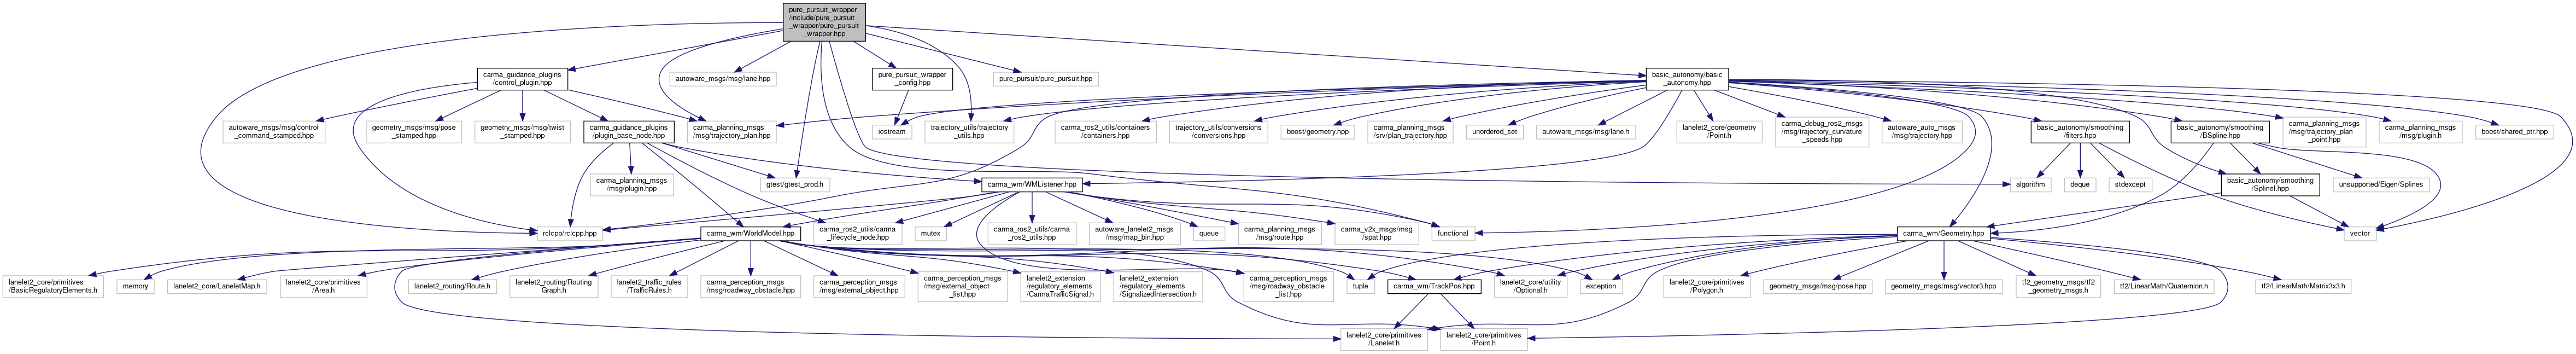 pure_pursuit_wrapper
/include/pure_pursuit
_wrapper/pure_pursuit
_wrapper.hpp
carma_guidance_plugins
/control_plugin.hpp
autoware_msgs/msg/lane.hpp
pure_pursuit_wrapper
_config.hpp
pure_pursuit/pure_pursuit.hpp
basic_autonomy/basic
_autonomy.hpp
autoware_msgs/msg/control
_command_stamped.hpp
geometry_msgs/msg/pose
_stamped.hpp
geometry_msgs/msg/twist
_stamped.hpp
carma_guidance_plugins
/plugin_base_node.hpp
carma_planning_msgs
/msg/trajectory_plan.hpp
iostream
trajectory_utils/trajectory
_utils.hpp
carma_ros2_utils/containers
/containers.hpp
trajectory_utils/conversions
/conversions.hpp
boost/geometry.hpp
carma_planning_msgs
/srv/plan_trajectory.hpp
unordered_set
autoware_msgs/msg/lane.h
lanelet2_core/geometry
/Point.h
carma_debug_ros2_msgs
/msg/trajectory_curvature
_speeds.hpp
autoware_auto_msgs
/msg/trajectory.hpp
basic_autonomy/smoothing
/filters.hpp
basic_autonomy/smoothing
/BSpline.hpp
carma_planning_msgs
/msg/trajectory_plan
_point.hpp
carma_planning_msgs
/msg/plugin.h
boost/shared_ptr.hpp
carma_planning_msgs
/msg/plugin.hpp
gtest/gtest_prod.h
carma_wm/WMListener.hpp
algorithm
deque
stdexcept
basic_autonomy/smoothing
/SplineI.hpp
unsupported/Eigen/Splines
rclcpp/rclcpp.hpp
carma_wm/WorldModel.hpp
carma_ros2_utils/carma
_lifecycle_node.hpp
mutex
carma_ros2_utils/carma
_ros2_utils.hpp
autoware_lanelet2_msgs
/msg/map_bin.hpp
queue
carma_planning_msgs
/msg/route.hpp
carma_v2x_msgs/msg
/spat.hpp
functional
carma_wm/Geometry.hpp
vector
lanelet2_core/primitives
/BasicRegulatoryElements.h
memory
lanelet2_core/LaneletMap.h
lanelet2_core/primitives
/Area.h
lanelet2_routing/Route.h
lanelet2_routing/Routing
Graph.h
lanelet2_traffic_rules
/TrafficRules.h
carma_perception_msgs
/msg/roadway_obstacle.hpp
carma_perception_msgs
/msg/external_object.hpp
carma_perception_msgs
/msg/external_object
_list.hpp
lanelet2_extension
/regulatory_elements
/CarmaTrafficSignal.h
lanelet2_extension
/regulatory_elements
/SignalizedIntersection.h
carma_perception_msgs
/msg/roadway_obstacle
_list.hpp
tuple
carma_wm/TrackPos.hpp
lanelet2_core/utility
/Optional.h
exception
lanelet2_core/primitives
/Polygon.h
geometry_msgs/msg/pose.hpp
geometry_msgs/msg/vector3.hpp
tf2_geometry_msgs/tf2
_geometry_msgs.h
tf2/LinearMath/Quaternion.h
tf2/LinearMath/Matrix3x3.h
lanelet2_core/primitives
/Lanelet.h
lanelet2_core/primitives
/Point.h